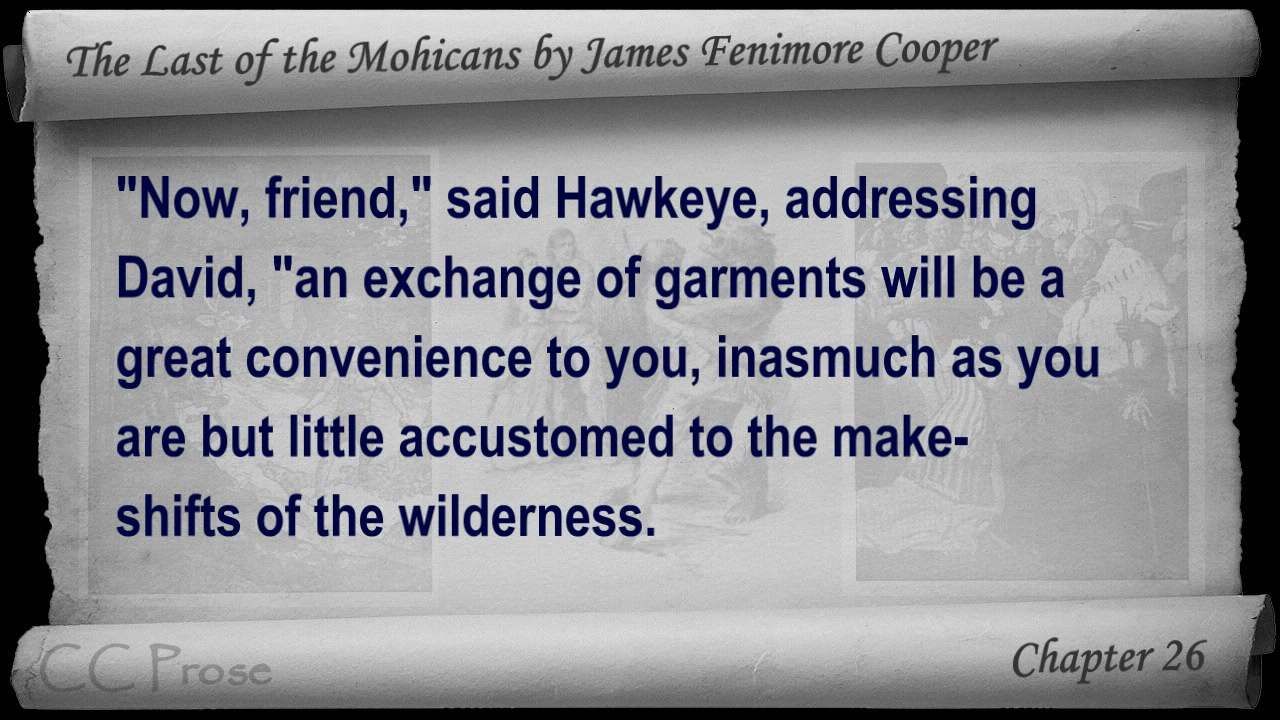 The Last of the Mohicans by James Fenimore Cooper
"Now, friend," said Hawkeye, addressing
David, "an exchange of garments will be a
great convenience to you, inasmuch as you
are but little accustomed to the make-
shifts of the wilderness.
CC Prose
Chapter 26